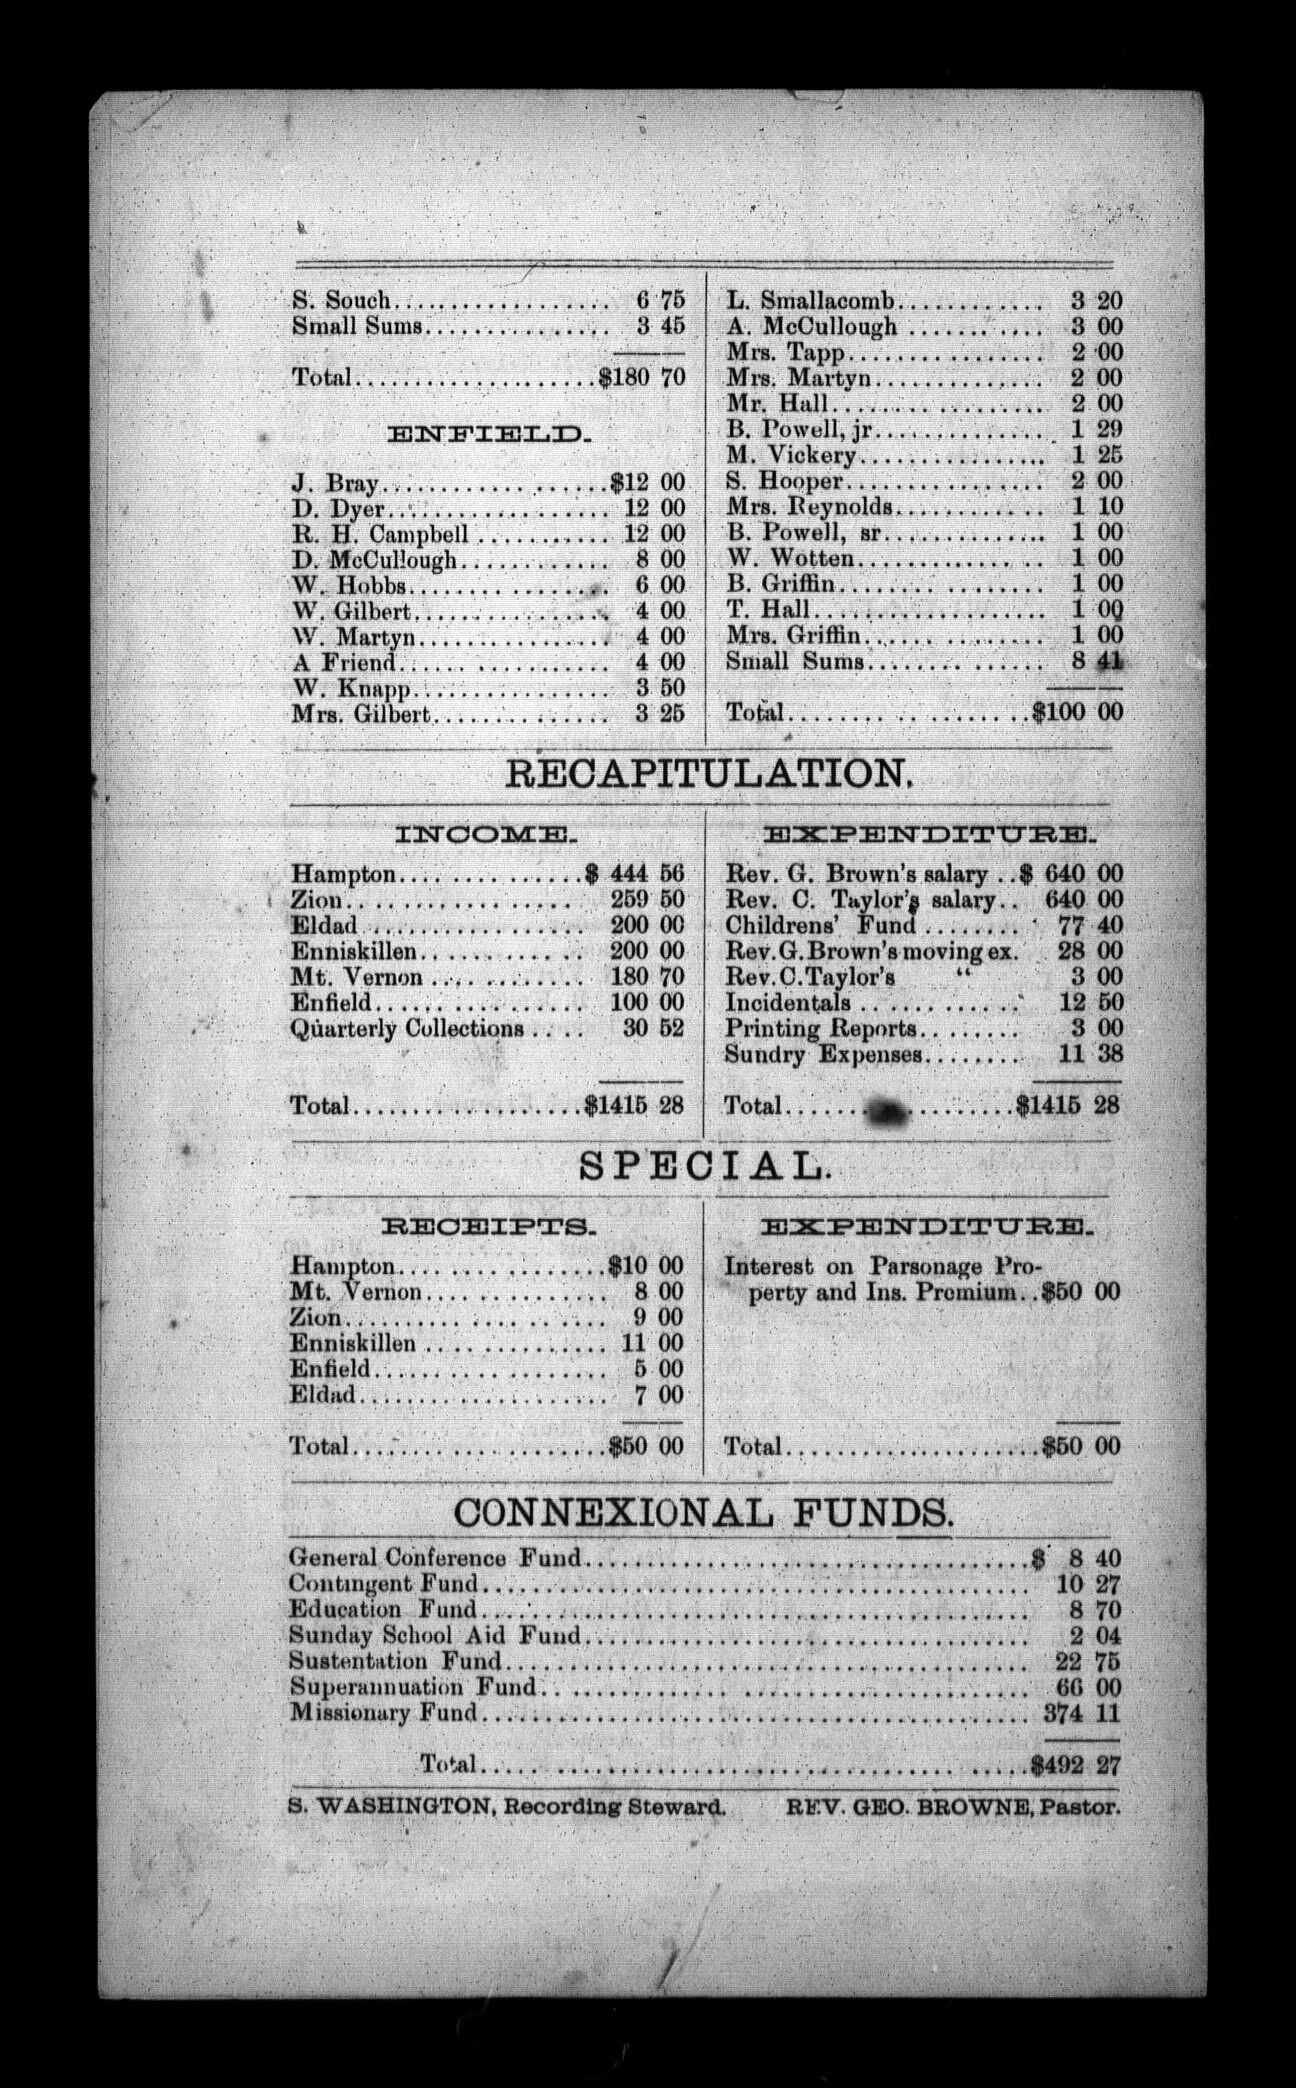 S. Souch.................. 6 75
Small Sums................ 3 45
Total.....................$180 70
ENFIELD.
J. Bray...................$12 00
D. Dyer................... 12 00
R. H. Campbell ........... 12 00
D. McCullough............. 8 00
W. Hobbs.................. 6 00
W. Gilbert................ 4 00
W. Martyn................. 4 00
A Friend.................. 4 00
W. Knapp.................. 3 50
Mrs. Gilbert.............. 3 25
L. Smallacomb............. 3 20
A. McCullough ............ 3 00
Mrs. Tapp................. 2 00
Mrs. Martyn............... 2 00
Mr. Hall.................. 2 00
B. Powell, jr............. 1 29
M. Vickery................ 1 25
S. Hooper................. 2 00
Mrs. Reynolds............. 1 10
B. Powell, sr............. 1 00
W. Wotten................. 1 00
B. Griffin................ 1 00
T. Hall................... 1 00
Mrs. Griffin.............. 1 00
Small Sums................ 8 41
Total.....................$100 00
RECAPITULATION.
INCOME.
Hampton...............$ 444 56
Zion.................. 259 50
Eldad ................ 200 00
Enniskillen........... 200 00
Mt. Vernon ........... 180 70
Enfield............... 100 00
Quarterly Collections .... 30 52
Total.................$1415 28
EXPENDITURE.
Rev. G. Brown's salary ..$ 640 00
Rev. C. Taylor's salary.. 640 00
Childrens' Fund ........ 77 40
Rev.G.Brown's moving ex. 28 00
Rev.C.Taylor's “ 3 00
Incidentals ............ 12 50
Printing Reports........ 3 00
Sundry Expenses........ 11 38
Total...................$1415 28
SPECIAL.
RECEIPTS.
Hampton.................$10 00
Mt. Vernon.............. 8 00
Zion.................... 9 00
Enniskillen ............ 11 00
Enfield................. 5 00
Eldad................... 7 00
Total...................$50 00
EXPENDITURE.
Interest on Parsonage Pro-
perty and Ins. Premium..$50 00
Total....................$50 00
CONNEXIONAL FUNDS.
General Conference Fund..................................$ 8 40
Contingent Fund.......................................... 10 27
Education Fund........................................... 8 70
Sunday School Aid Fund................................... 2 04
Sustentation Fund........................................ 22 75
Superannuation Fund...................................... 66 00
Missionary Fund.......................................... 374 11
Total..........................................$492 27
S. WASHINGTON, Recording Steward. REV. GEO. BROWNE, Pastor.